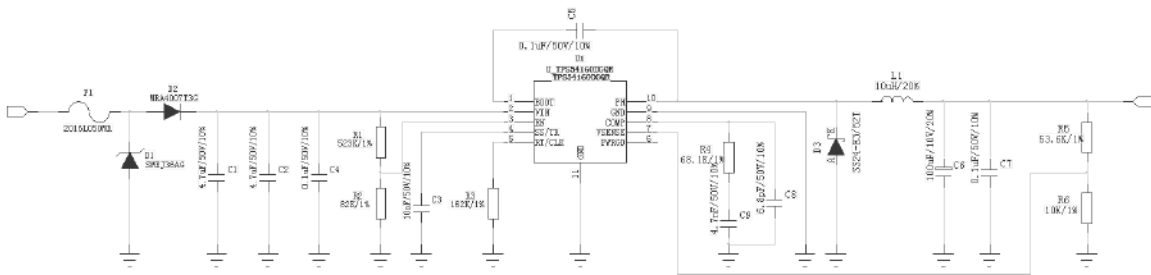 C5
0.1uF/50V/10%
U1
F1
2016L050MR
D2
MRA4007T3G
D1
SMBJ36AG
4.7uF/50V/10%
C1
4.7uF/50V/10%
C2
0.1uF/50V/10%
C4
R1
523K/1%
R2
82K/1%
10nF/50V/10%
C3
R3
162K/1%
1
BOOT
2
VIN
3
EN
4
SS/TR
5
RT/CLK
PH
10
GND
9
COMP
8
VSENSE
7
PWRGD
6
GND
11
R4
68.1K/1%
4.7nF/50V/10%
C9
6.8pF/50V/10%
C8
D3
A
SS24-E3/52T
L1
10uH/20%
100uF/10V/20%
C6
0.1uF/50V/10%
C7
R5
53.6K/1%
R6
10K/1%